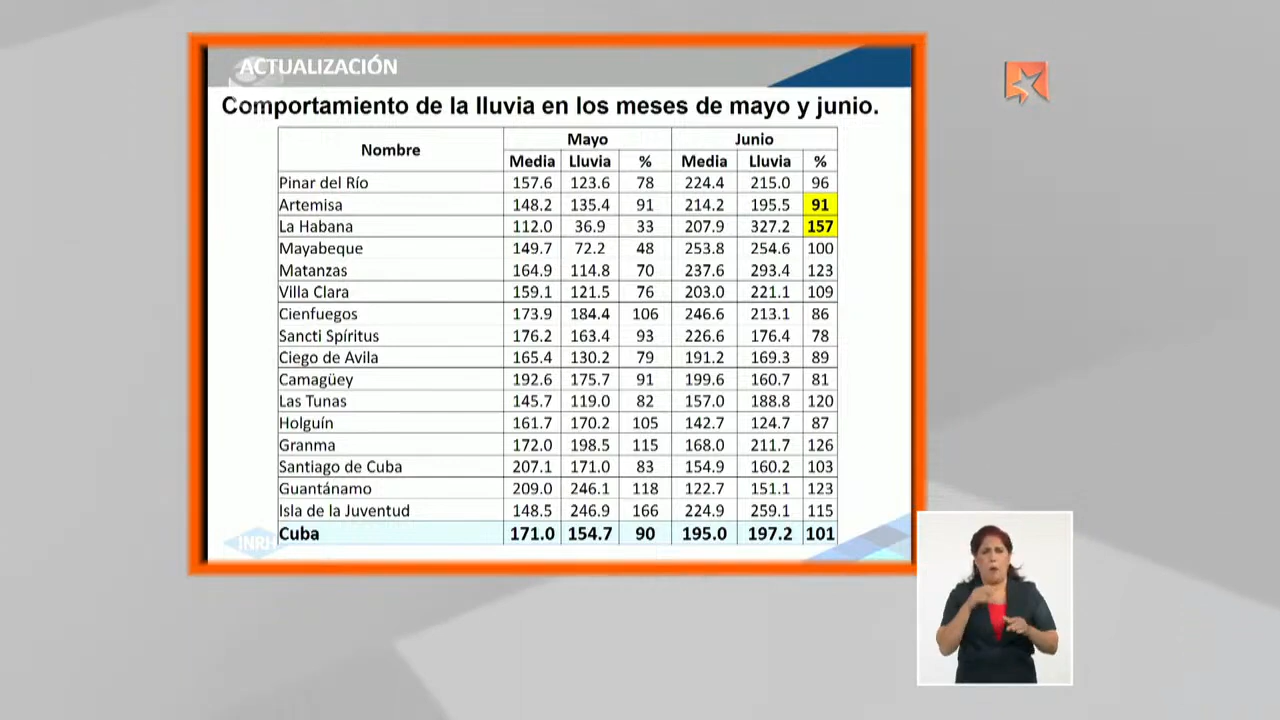 ACTUALIZACIÓN
Comportamiento de la lluvia en los meses de mayo y junio.
Nombre Mayo Junio
Media Lluvia % Media Lluvia %
Pinar del Río 157.6 123.6 78 224.4 215.0 96
Artemisa 148.2 135.4 91 214.2 195.5 91
La Habana 112.0 36.9 33 207.9 327.2 157
Mayabeque 149.7 72.2 48 253.8 254.6 100
Matanzas 164.9 114.8 70 237.6 293.4 123
Villa Clara 159.1 121.5 76 203.0 221.1 109
Cienfuegos 173.9 184.4 106 246.6 213.1 86
Sancti Spíritus 176.2 163.4 93 226.6 176.4 78
Ciego de Avila 165.4 130.2 79 191.2 169.3 89
Camagüey 192.6 175.7 91 199.6 160.7 81
Las Tunas 145.7 119.0 82 157.0 188.8 120
Holguín 161.7 170.2 105 142.7 124.7 87
Granma 172.0 198.5 115 168.0 211.7 126
Santiago de Cuba 207.1 171.0 83 154.9 160.2 103
Guantánamo 209.0 246.1 118 122.7 151.1 123
Isla de la Juventud 148.5 246.9 166 224.9 259.1 115
Cuba 171.0 154.7 90 195.0 197.2 101
INRH